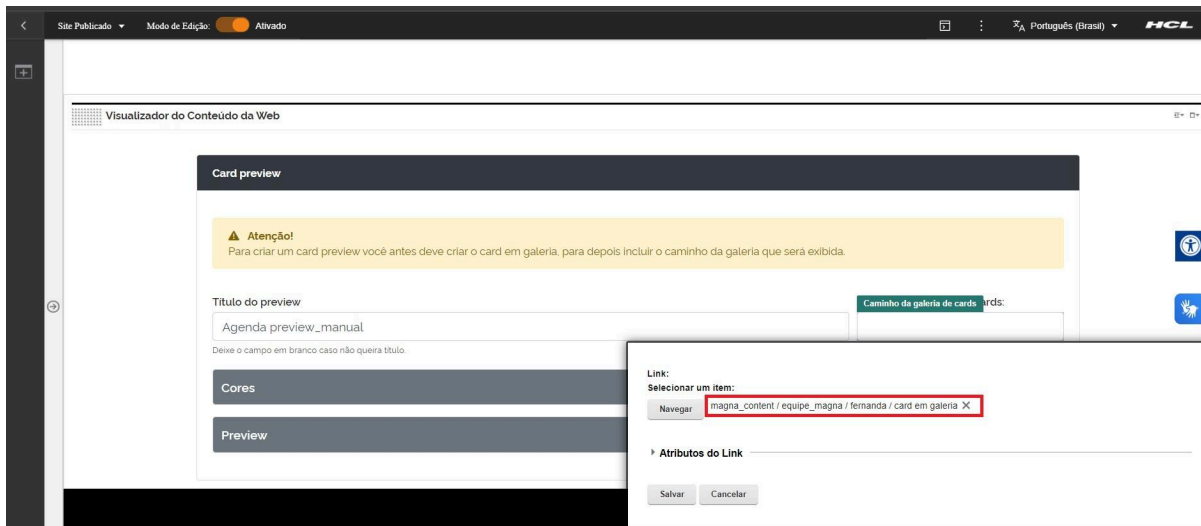 Site Publicado
Modo de Edição:
Ativado
Português (Brasil)
HCL
Visualizador do Conteúdo da Web
Card preview
Atenção!
Para criar um card preview você antes deve criar o card em galeria, para depois incluir o caminho da galeria que será exibida.
Título do preview
Caminho da galeria de cards
rds:
Agenda preview_manual
Deixe o campo em branco caso não queira título.
Cores
Preview
Link:
Selecionar um item:
Navegar
magna_content / equipe_magna / fernanda / card em galeria
Atributos do Link
Salvar
Cancelar